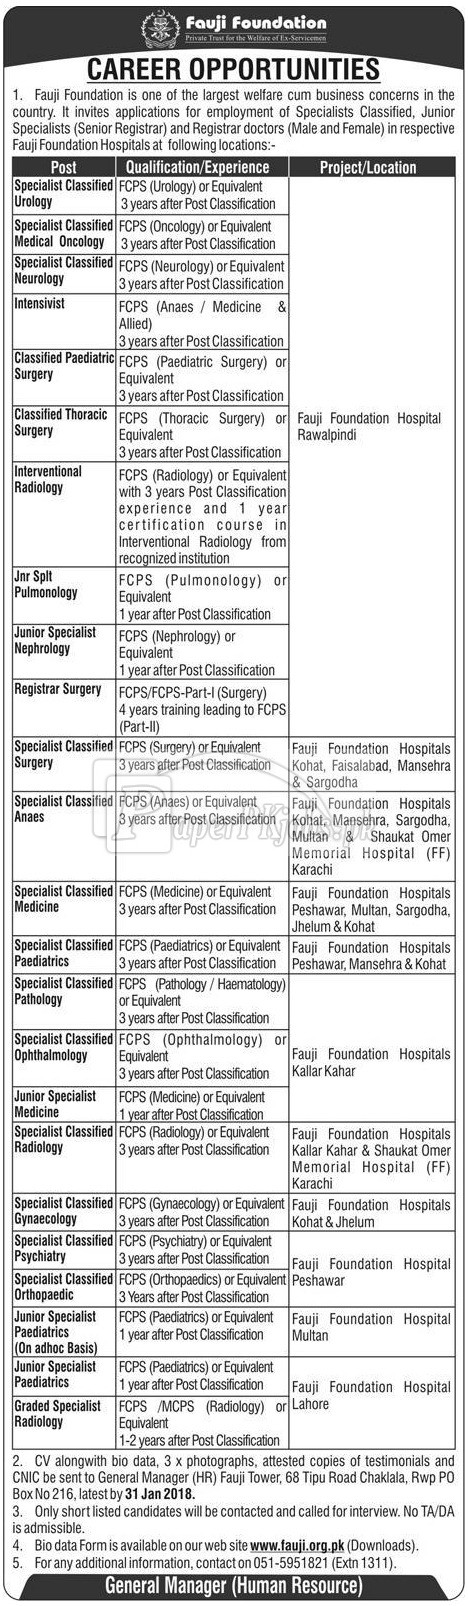 Fauji Foundation
Private Trust for the Welfare of Ex-Servicemen
CAREER OPPORTUNITIES
1. Fauji Foundation is one of the largest welfare cum business concerns in the
country. It invites applications for employment of Specialists Classified, Junior
Specialists (Senior Registrar) and Registrar doctors (Male and Female) in respective
Fauji Foundation Hospitals at following locations:-
Post Qualification/Experience Project/Location
Specialist Classified
Urology
FCPS (Urology) or Equivalent
3 years after Post Classification
Specialist Classified
Medical Oncology
FCPS (Oncology) or Equivalent
3 years after Post Classification
Specialist Classified
Neurology
FCPS (Neurology) or Equivalent
3 years after Post Classification
Intensivist
FCPS (Anaes / Medicine &
Allied)
3 years after Post Classification
Classified Paediatric
Surgery
FCPS (Paediatric Surgery) or
Equivalent
3 years after Post Classification
Classified Thoracic
Surgery
FCPS (Thoracic Surgery) or
Equivalent
3 years after Post Classification
Fauji Foundation Hospital
Rawalpindi
Interventional
Radiology
FCPS (Radiology) or Equivalent
with 3 years Post Classification
experience and 1 year
certification course in
Interventional Radiology from
recognized institution
Jnr Splt
Pulmonology
FCPS (Pulmonology) or
Equivalent
1 year after Post Classification
Junior Specialist
Nephrology
FCPS (Nephrology) or
Equivalent
1 year after Post Classification
Registrar Surgery
FCPS/FCPS-Part-I (Surgery)
4 years training leading to FCPS
(Part-II)
Specialist Classified
Surgery
FCPS (Surgery) or Equivalent
3 years after Post Classification
Fauji Foundation Hospitals
Kohat, Faisalabad, Mansehra
& Sargodha
Specialist Classified
Anaes
FCPS (Anaes) or Equivalent
3 years after Post Classification
Fauji Foundation Hospitals
Kohat, Mansehra, Sargodha,
Multan & Shaukat Omer
Memorial Hospital (FF)
Karachi
PaperPKjobs.pk
Specialist Classified
Medicine
FCPS (Medicine) or Equivalent
3 years after Post Classification
Fauji Foundation Hospitals
Peshawar, Multan, Sargodha,
Jhelum & Kohat
Specialist Classified
Paediatrics
FCPS (Paediatrics) or Equivalent
3 years after Post Classification
Fauji Foundation Hospitals
Peshawar, Mansehra & Kohat
Specialist Classified
Pathology
FCPS (Pathology / Haematology)
or Equivalent
3 years after Post Classification
Specialist Classified
Ophthalmology
FCPS (Ophthalmology) or
Equivalent
3 years after Post Classification
Fauji Foundation Hospitals
Kallar Kahar
Junior Specialist
Medicine
FCPS (Medicine) or Equivalent
1 year after Post Classification
Specialist Classified
Radiology
FCPS (Radiology) or Equivalent
3 years after Post Classification
Fauji Foundation Hospitals
Kallar Kahar & Shaukat Omer
Memorial Hospital (FF)
Karachi
Specialist Classified
Gynaecology
FCPS (Gynaecology) or Equivalent
3 years after Post Classification
Fauji Foundation Hospitals
Kohat & Jhelum
Specialist Classified
Psychiatry
FCPS (Psychiatry) or Equivalent
3 years after Post Classification
Fauji Foundation Hospital
Peshawar
Specialist Classified
Orthopaedic
FCPS (Orthopaedics) or Equivalent
3 Years after Post Classification
Junior Specialist
Paediatrics
(On adhoc Basis)
FCPS (Paediatrics) or Equivalent
1 year after Post Classification
Fauji Foundation Hospital
Multan
Junior Specialist
Paediatrics
FCPS (Paediatrics) or Equivalent
1 year after Post Classification
Fauji Foundation Hospital
Lahore
Graded Specialist
Radiology
FCPS /MCPS (Radiology) or
Equivalent
1-2 years after Post Classification
2. CV alongwith bio data, 3 x photographs, attested copies of testimonials and
CNIC be sent to General Manager (HR) Fauji Tower, 68 Tipu Road Chaklala, Rwp PO
Box No 216, latest by 31 Jan 2018.
3. Only short listed candidates will be contacted and called for interview. No TA/DA
is admissible.
4. Bio data Form is available on our web site www.fauji.org.pk (Downloads).
5. For any additional information, contact on 051-5951821 (Extn 1311).
General Manager (Human Resource)